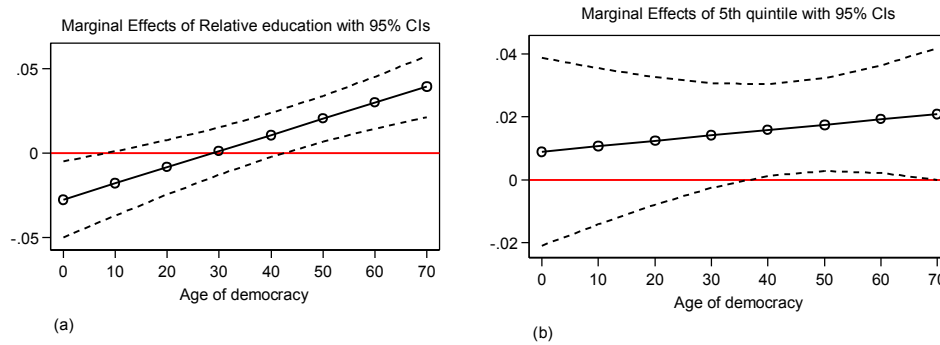 Marginal Effects of Relative education with 95% CIs
.05
0
-.05
0 10 20 30 40 50 60 70
Age of democracy
(a)
Marginal Effects of 5th quintile with 95% CIs
.04
.02
0
-.02
0 10 20 30 40 50 60 70
Age of democracy
(b)